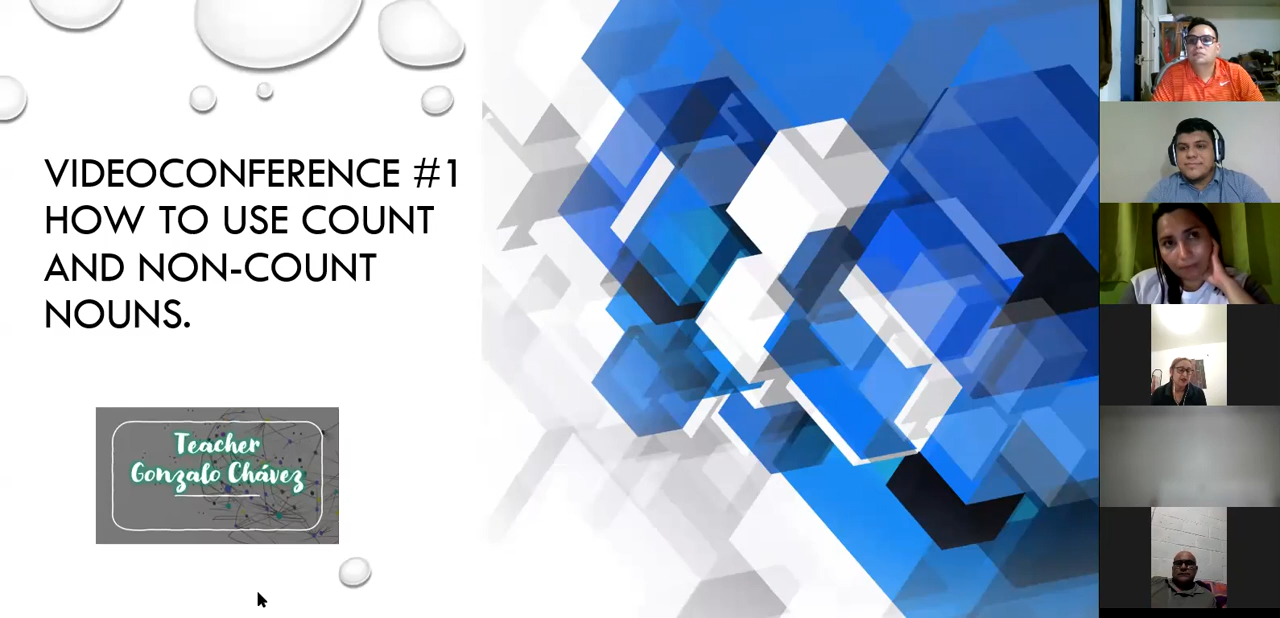 VIDEOCONFERENCE #1
HOW TO USE COUNT
AND NON-COUNT
NOUNS.
Teacher
Gonzalo Chávez